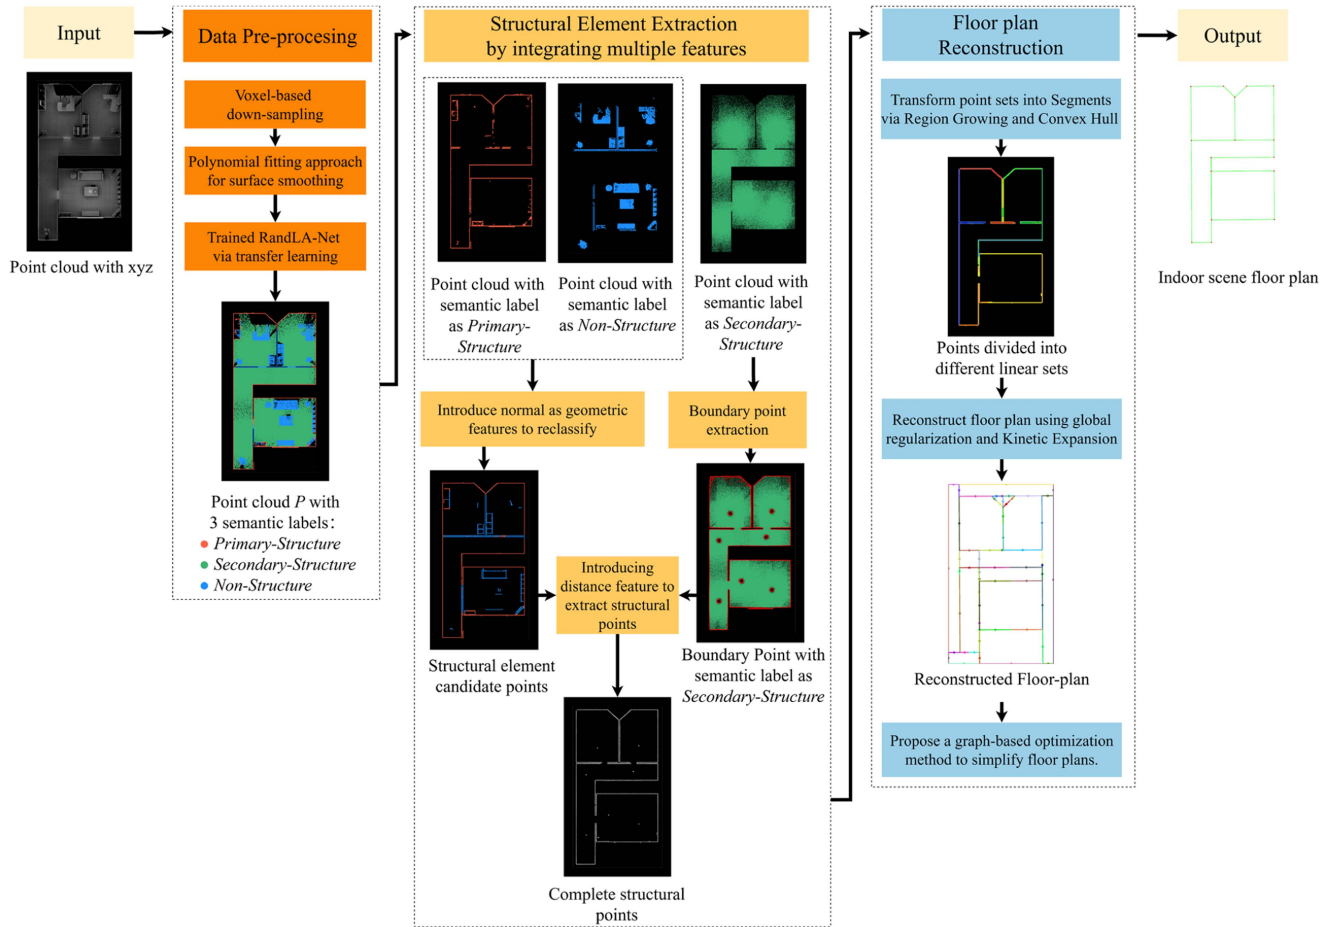 Input
Point cloud with xyz
Data Pre-procesing
Voxel-based
down-sampling
Polynomial fitting approach
for surface smoothing
Trained RandLA-Net
via transfer learning
Point cloud P with
3 semantic labels:
Primary-Structure
Secondary-Structure
Non-Structure
Structural Element Extraction
by integrating multiple features
Point cloud with
semantic label
as Primary-
Structure
Point cloud with
semantic label
as Non-Structure
Point cloud with
semantic label
as Secondary-
Structure
Introduce normal as geometric
features to reclassify
Boundary point
extraction
Structural element
candidate points
Introducing
distance feature to
extract structural
points
Boundary Point with
semantic label as
Secondary-Structure
Complete structural
points
Floor plan
Reconstruction
Transform point sets into Segments
via Region Growing and Convex Hull
Points divided into
different linear sets
Reconstruct floor plan using global
regularization and Kinetic Expansion
Reconstructed Floor-plan
Propose a graph-based optimization
method to simplify floor plans.
Output
Indoor scene floor plan